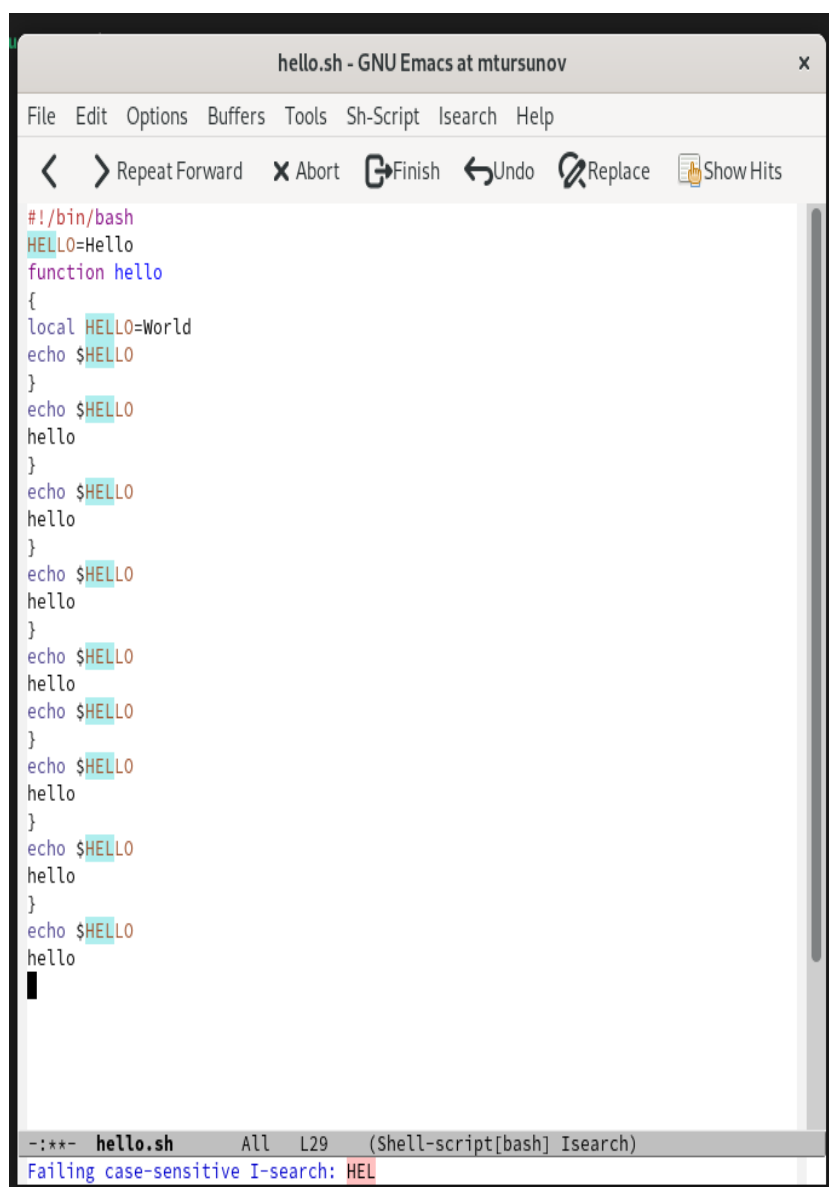 hello.sh - GNU Emacs at mtursunov x
File Edit Options Buffers Tools Sh-Script Isearch Help
Repeat Forward Abort Finish Undo Replace Show Hits
#!/bin/bash
HELLO=Hello
function hello
{
local HELLO=World
echo $HELLO
}
echo $HELLO
hello
}
echo $HELLO
hello
}
echo $HELLO
hello
}
echo $HELLO
hello
echo $HELLO
}
echo $HELLO
hello
}
echo $HELLO
hello
}
echo $HELLO
hello
-:**- hello.sh All L29 (Shell-script[bash] Isearch)
Failing case-sensitive I-search: HEL